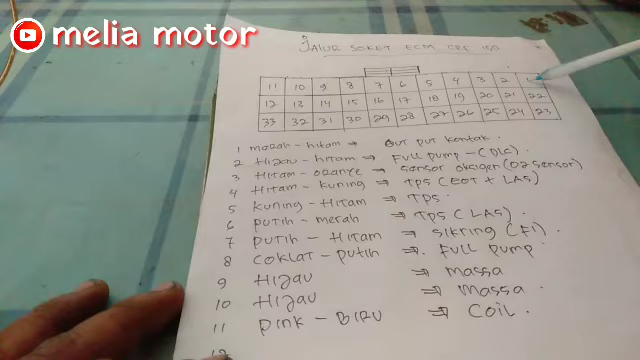 melia motor
JALUR SOKET ECM CRF 150
11 10 9 8 7 6 5 4 3 2 1
12 13 14 15 16 17 18 19 20 21 22
33 32 31 30 29 28 27 26 25 24 23
1 merah - hitam ⇒ Out put kontak.
2 Hijau - hitam ⇒ Full pump - (DLC).
3 Hitam - orange ⇒ sensor oksigen (O2 sensor)
4 Hitam - kuning ⇒ TPS (EOT + LAS)
5 kuning - Hitam ⇒ TPS.
6 putih - merah ⇒ TPS (LAS).
7 putih - Hitam ⇒ sikring (FI)
8 coklat - putih ⇒. Full pump.
9 Hijau ⇒ massa
10 Hijau ⇒ Massa.
11 pink - BIRU ⇒ Coil.
12